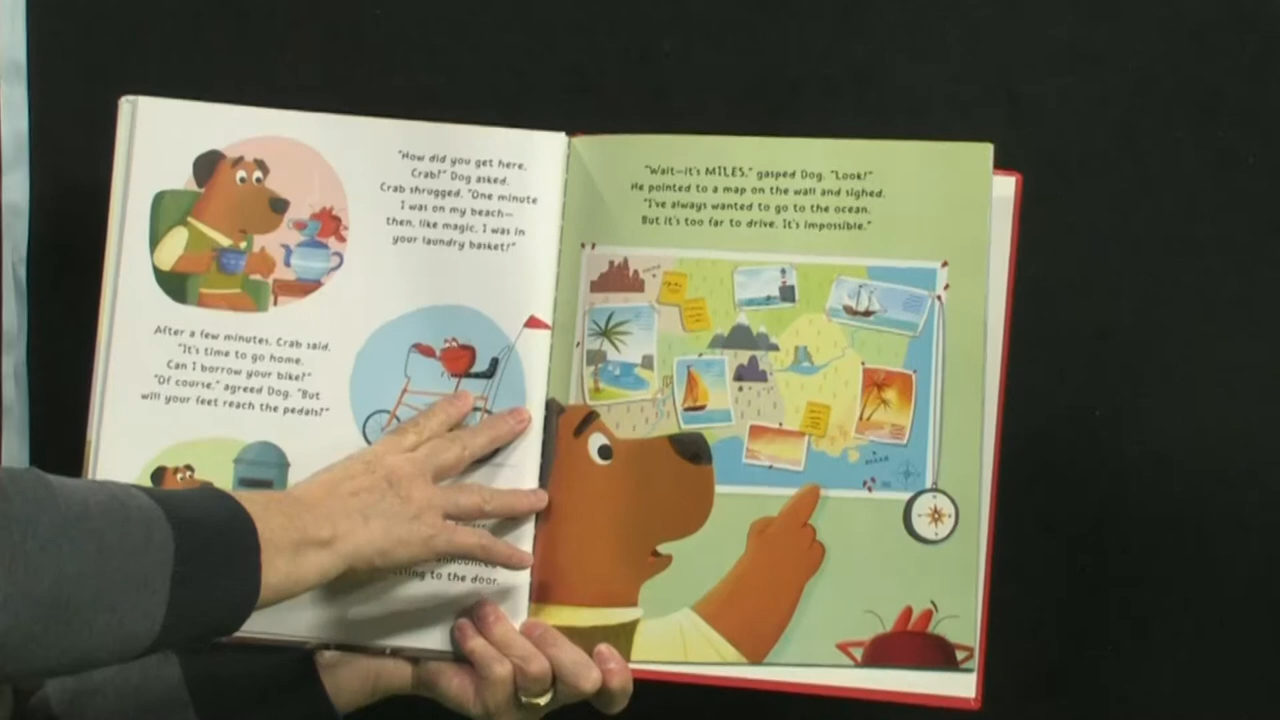 "How did you get here,
Crab?" Dog asked.
Crab shrugged. "One minute
I was on my beach—
then, like magic, I was in
your laundry basket!"
After a few minutes, Crab said,
"It's time to go home.
Can I borrow your bike?"
"Of course," agreed Dog. "But
will your feet reach the pedals?"
announced
to the door.
"Wait—it's MILES," gasped Dog. "Look!"
He pointed to a map on the wall and sighed.
"I've always wanted to go to the ocean.
But it's too far to drive. It's impossible."